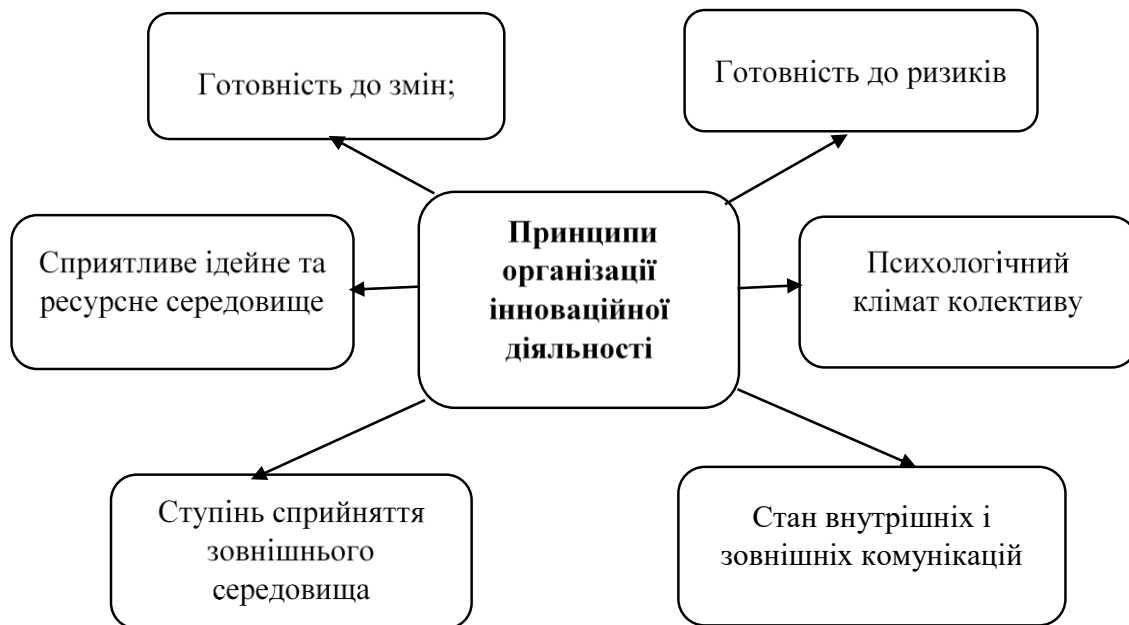 Готовність до змін;
Готовність до ризиків
Принципи
організації
інноваційної
діяльності
Сприятливе ідейне та
ресурсне середовище
Психологічний
клімат колективу
Ступінь сприйняття
зовнішнього
середовища
Стан внутрішніх і
зовнішніх комунікацій